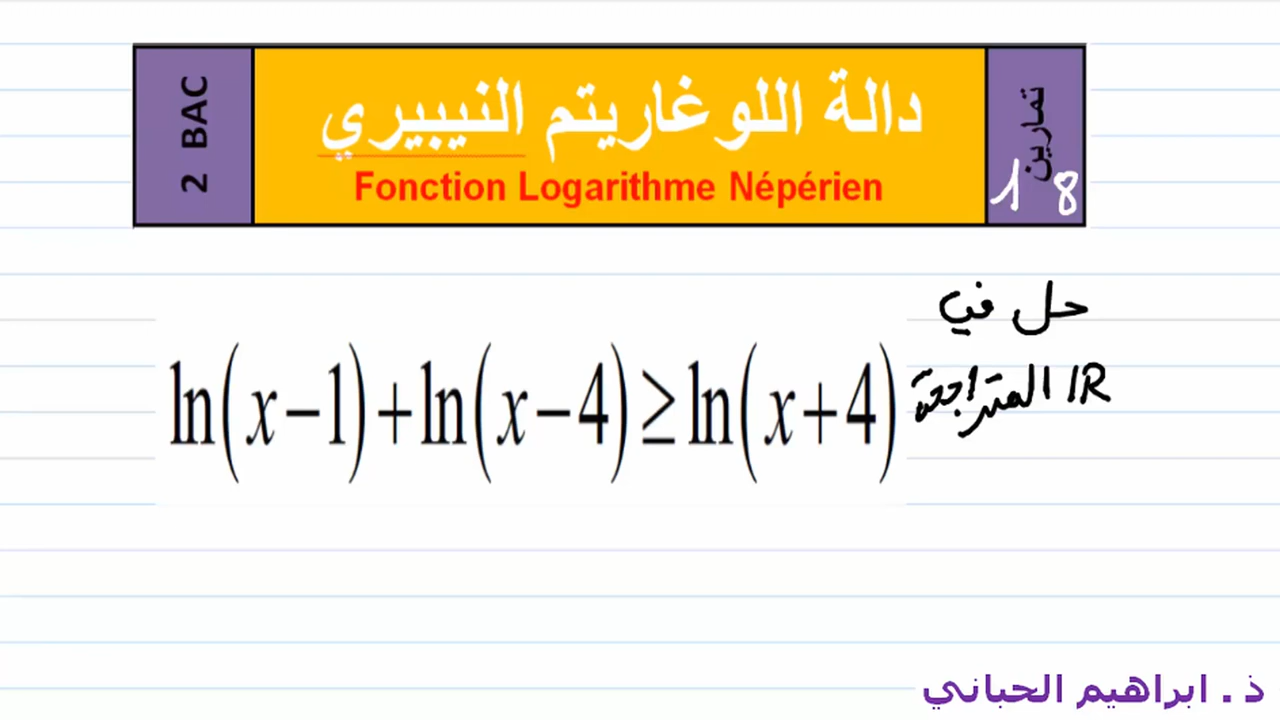 2 BAC
دالة اللوغاريتم النيبيري
Fonction Logarithme Népérien
تمارين
18
حل في
IR المتراجحة
ln(x−1)+ln(x−4)≥ln(x+4)
ذ . ابراهيم الحباني